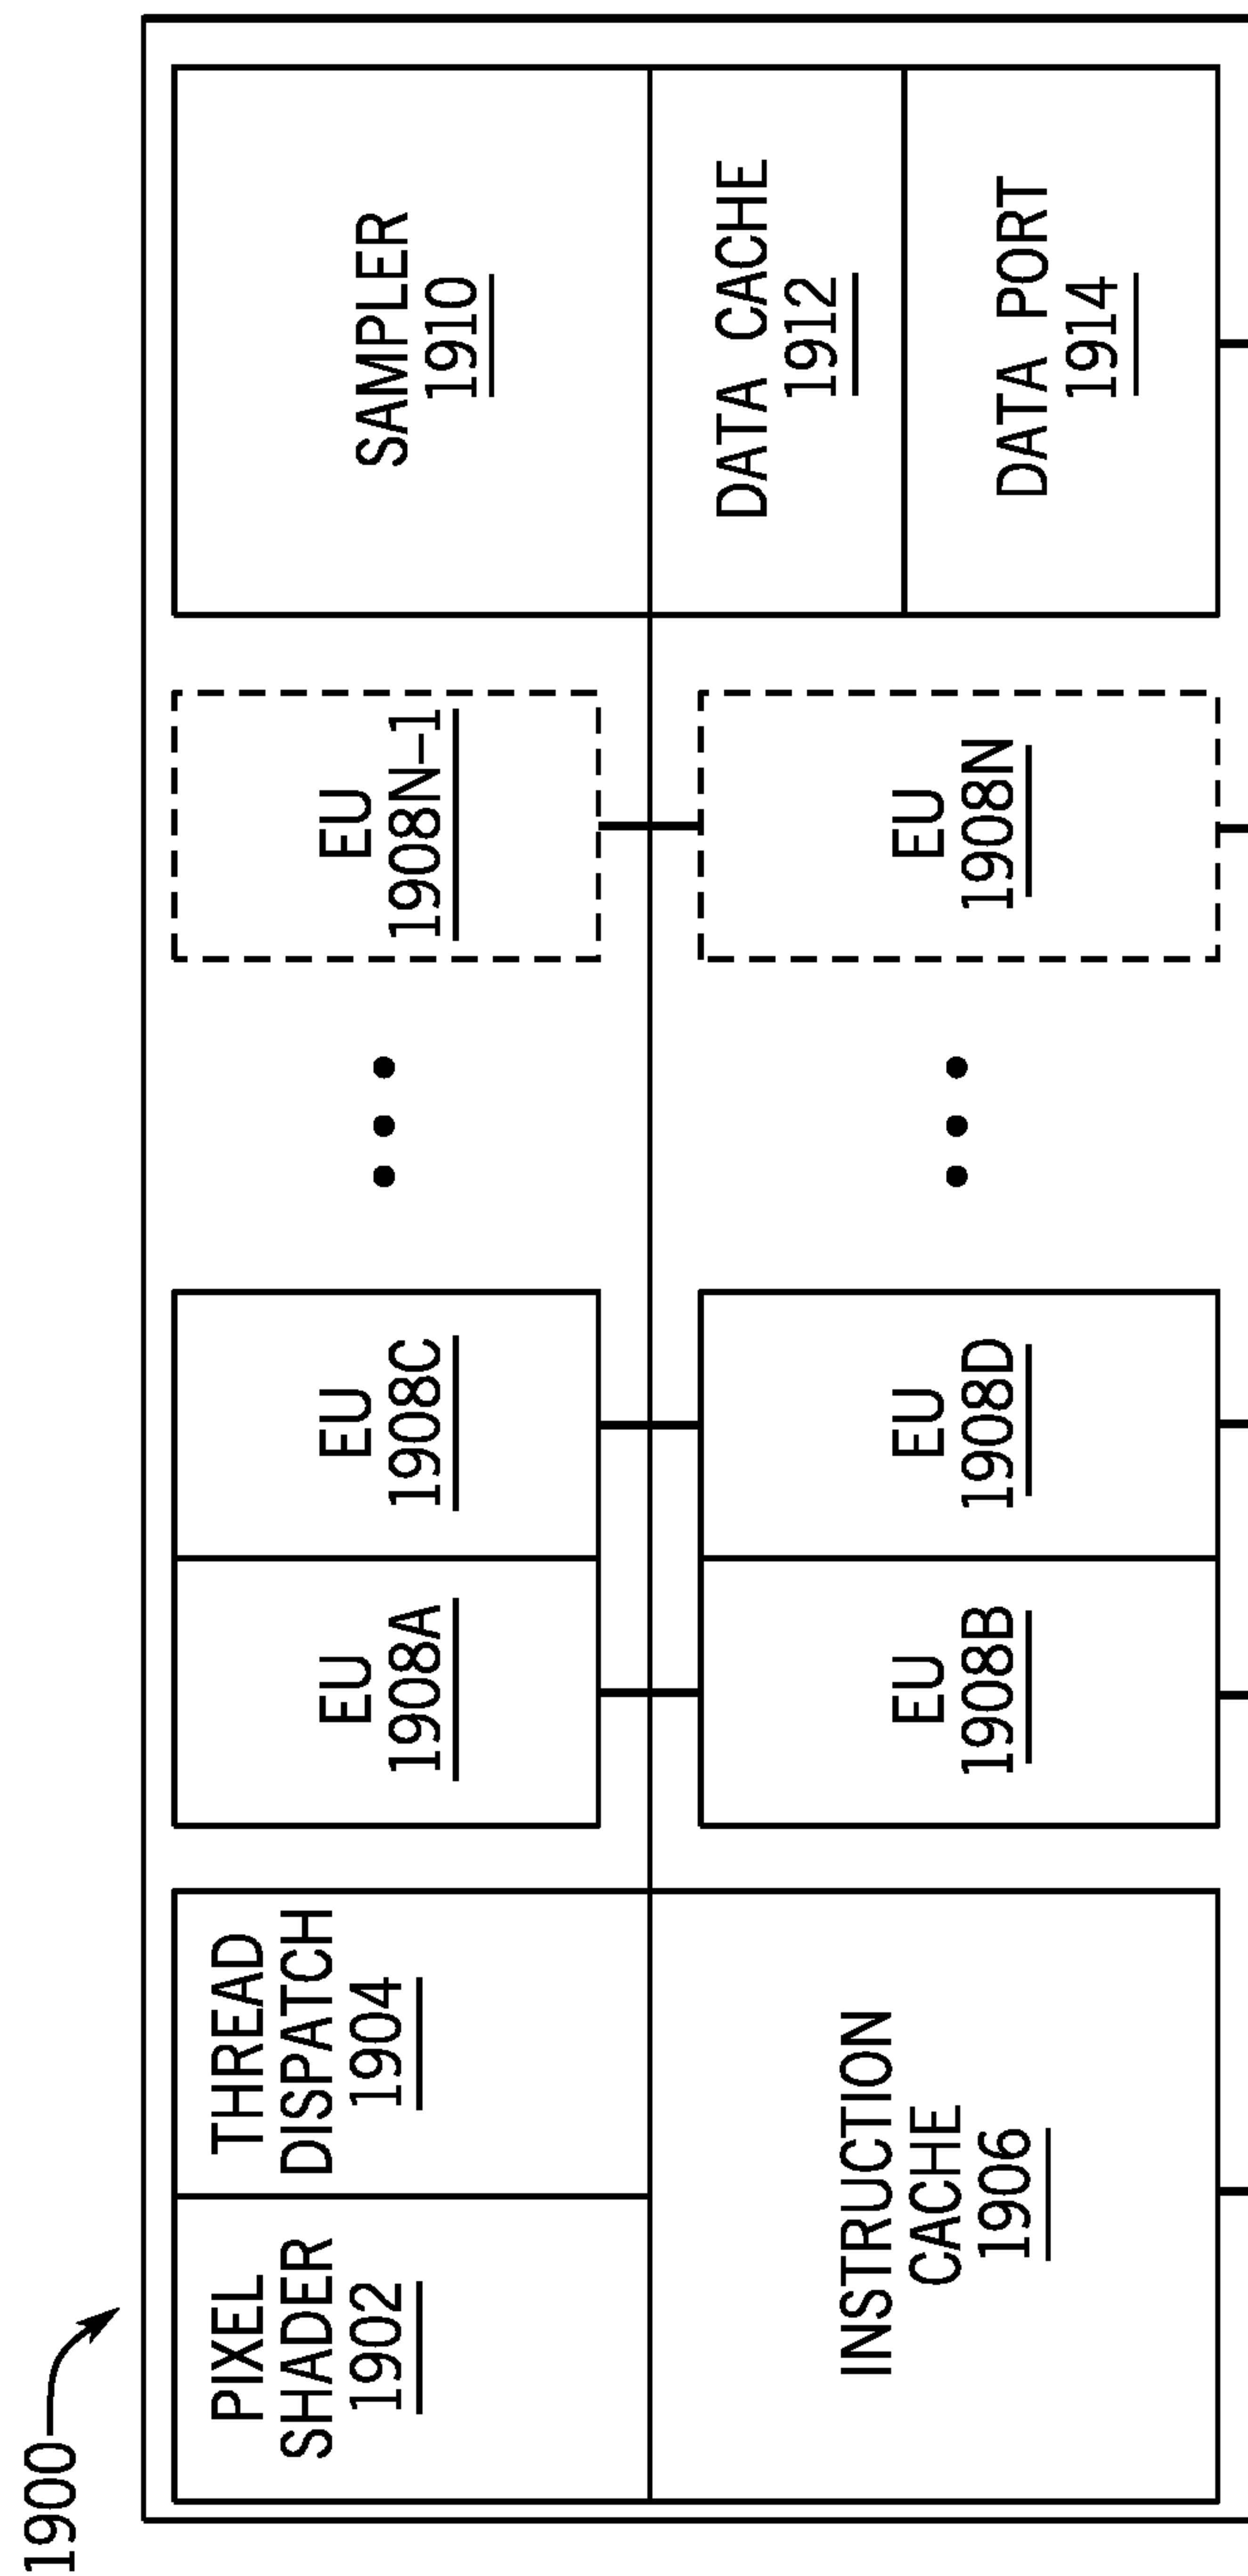 1900
PIXEL
SHADER
1902
THREAD
DISPATCH
1904
EU
1908A
EU
1908C
EU
1908N–1
SAMPLER
1910
INSTRUCTION
CACHE
1906
EU
1908B
EU
1908D
EU
1908N
DATA CACHE
1912
DATA PORT
1914